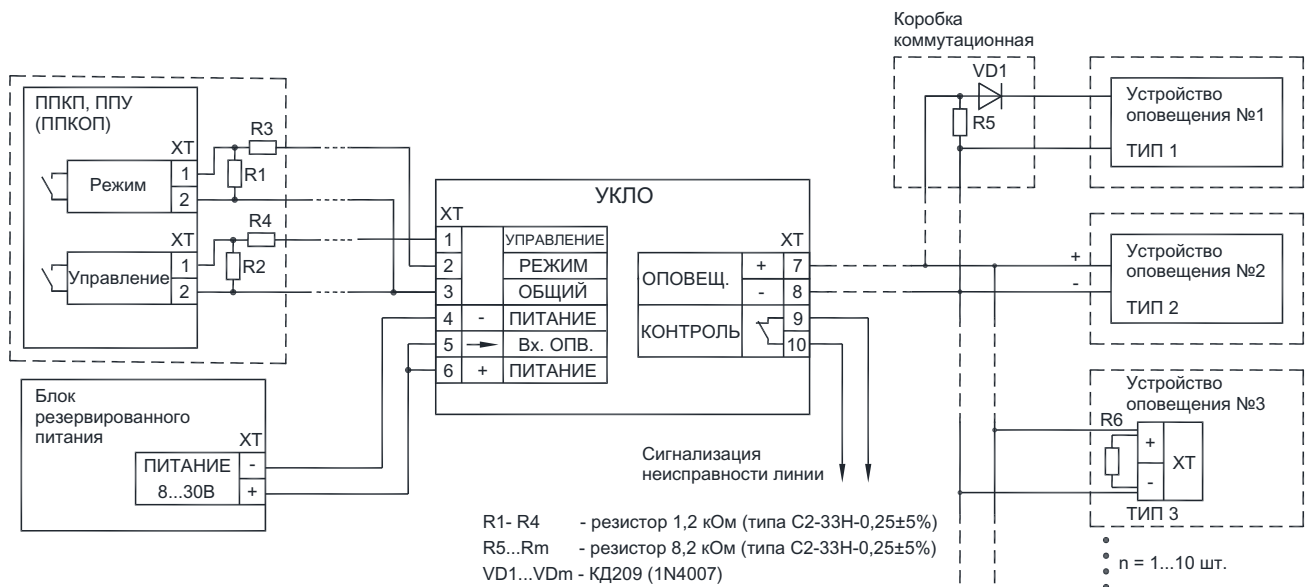 Коробка
коммутационная
VD1
R5
Устройство
оповещения №1
ТИП 1
ППКП, ППУ
(ППКОП)
XT
Режим
1
2
R3
R1
XT
Управление
1
2
R4
R2
УКЛО
XT
1 УПРАВЛЕНИЕ
2 РЕЖИМ
3 ОБЩИЙ
4 - ПИТАНИЕ
5 Вх. ОПВ.
6 + ПИТАНИЕ
XT
ОПОВЕЩ.
+ 7
- 8
КОНТРОЛЬ
9
10
+
-
Устройство
оповещения №2
ТИП 2
Блок
резервированного
питания
XT
ПИТАНИЕ -
8...30В +
Сигнализация
неисправности линии
Устройство
оповещения №3
R6
+
-
XT
ТИП 3
n = 1...10 шт.
R1- R4 - резистор 1,2 кОм (типа С2-33Н-0,25±5%)
R5...Rm - резистор 8,2 кОм (типа С2-33Н-0,25±5%)
VD1...VDm - КД209 (1N4007)